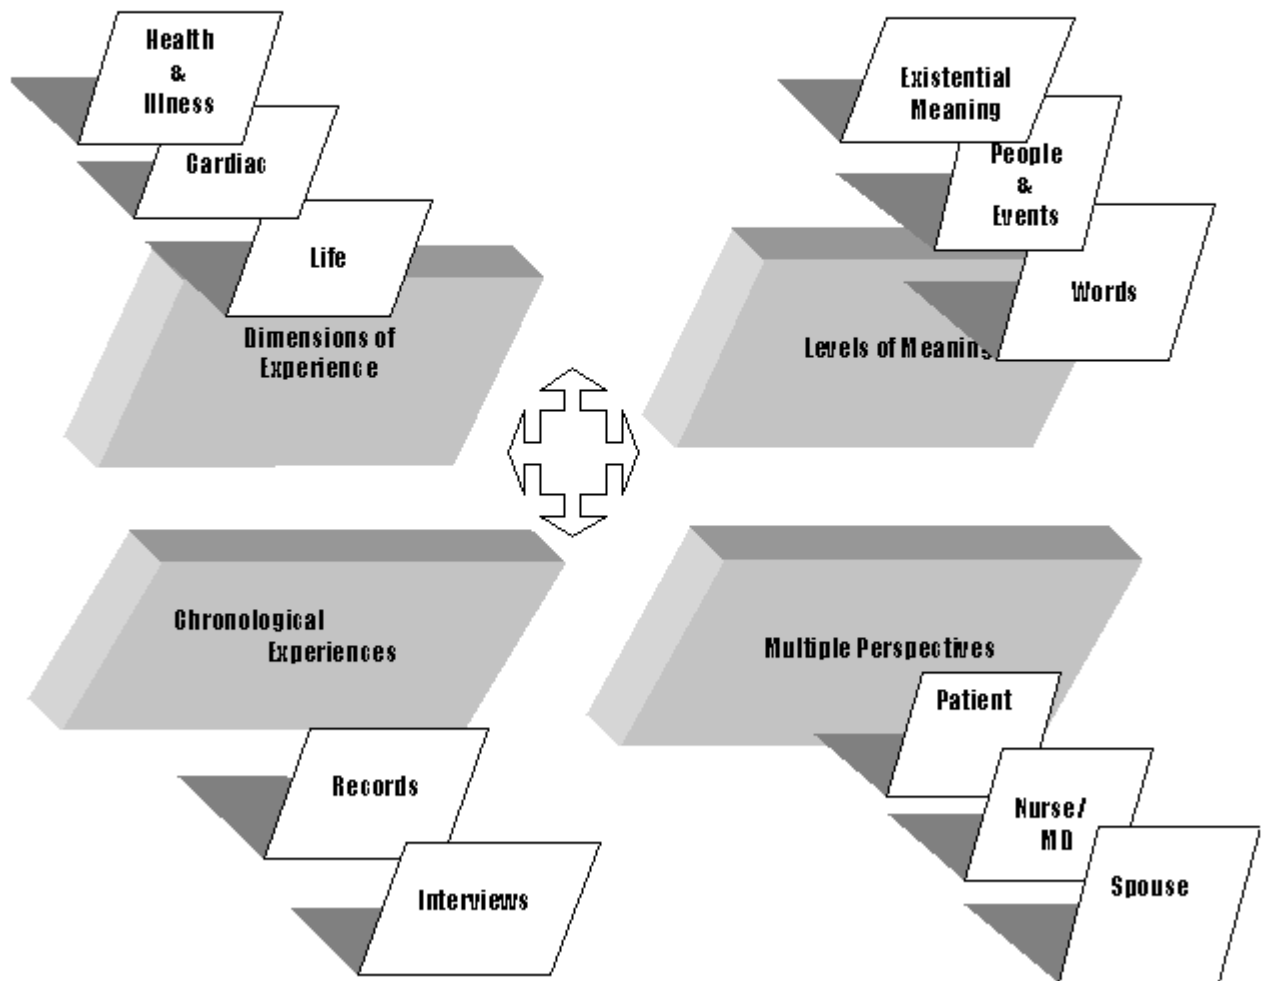 Health
&
Illness
Cardiac
Life
Dimensions of
Experience
Existential
Meaning
People
&
Events
Words
Levels of Meaning
Chronological
Experiences
Records
Interviews
Multiple Perspectives
Patient
Nurse/
MD
Spouse